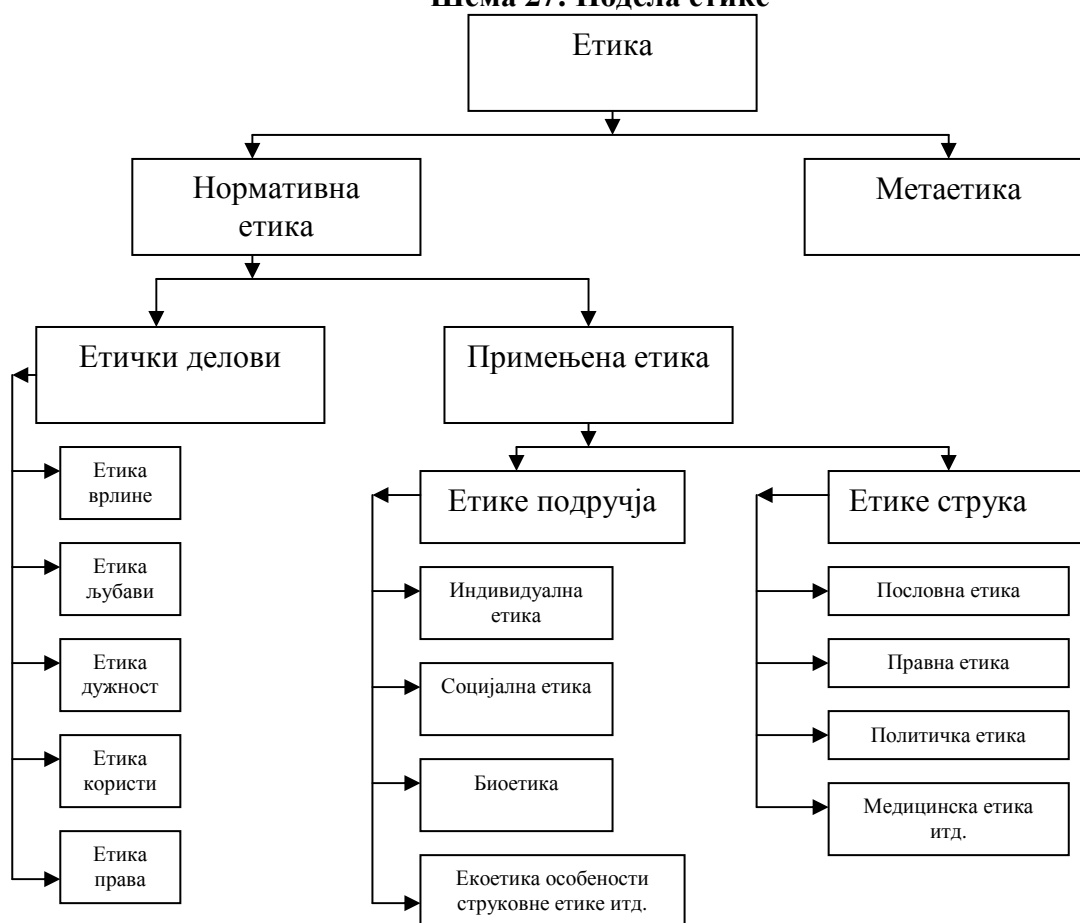 Шема 27: Подела етике
Етика
Нормативна
етика
Метаетика
Етички делови
Примењена етика
Етика
врлине
Етика
љубави
Етика
дужност
Етика
користи
Етика
права
Етике подручја
Индивидуална
етика
Социјална етика
Биоетика
Екоетика особености
струковне етике итд.
Етике струка
Пословна етика
Правна етика
Политичка етика
Медицинска етика
итд.